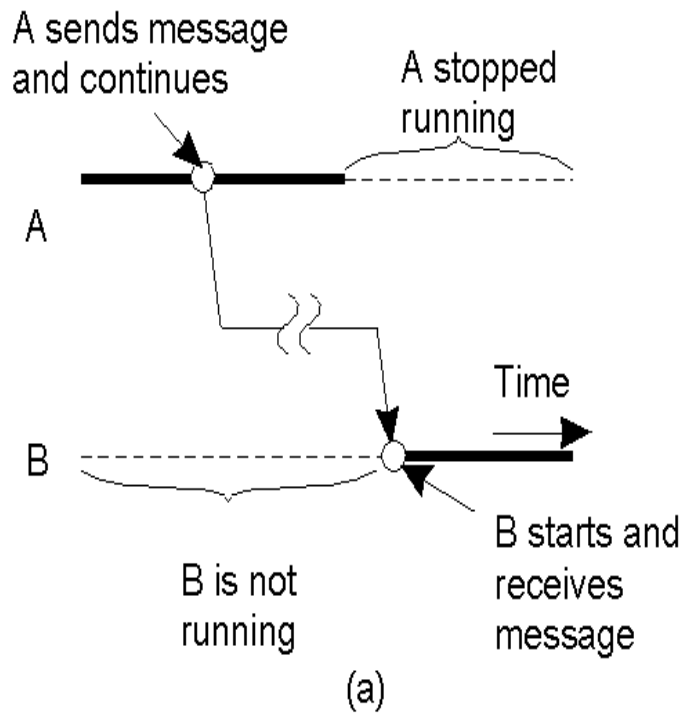 A sends message
and continues
A stopped
running
A
Time
B
B is not
running
B starts and
receives
message
(a)